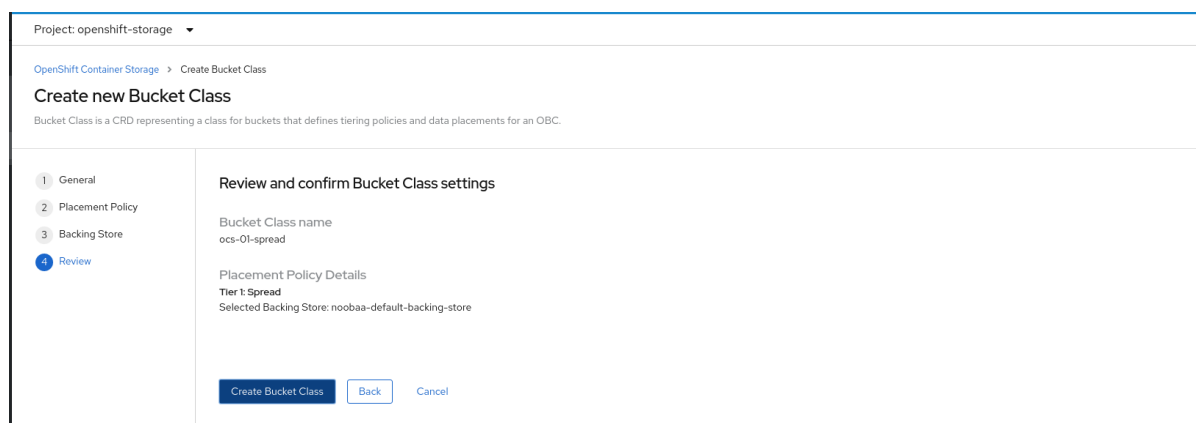 Project: openshift-storage
OpenShift Container Storage > Create Bucket Class
Create new Bucket Class
Bucket Class is a CRD representing a class for buckets that defines tiering policies and data placements for an OBC.
1 General
2 Placement Policy
3 Backing Store
4 Review
Review and confirm Bucket Class settings
Bucket Class name
ocs-01-spread
Placement Policy Details
Tier 1: Spread
Selected Backing Store: noobaa-default-backing-store
Create Bucket Class Back Cancel